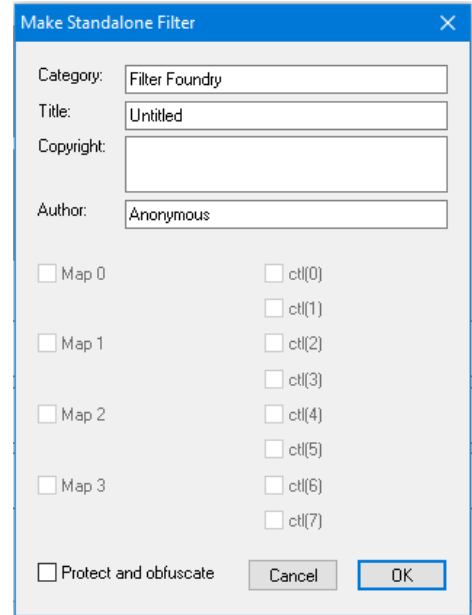 Make Standalone Filter
Category: Filter Foundry
Title: Untitled
Copyright:
Author: Anonymous
Map 0 ctl(0)
ctl(1)
Map 1 ctl(2)
ctl(3)
Map 2 ctl(4)
ctl(5)
Map 3 ctl(6)
ctl(7)
Protect and obfuscate Cancel OK